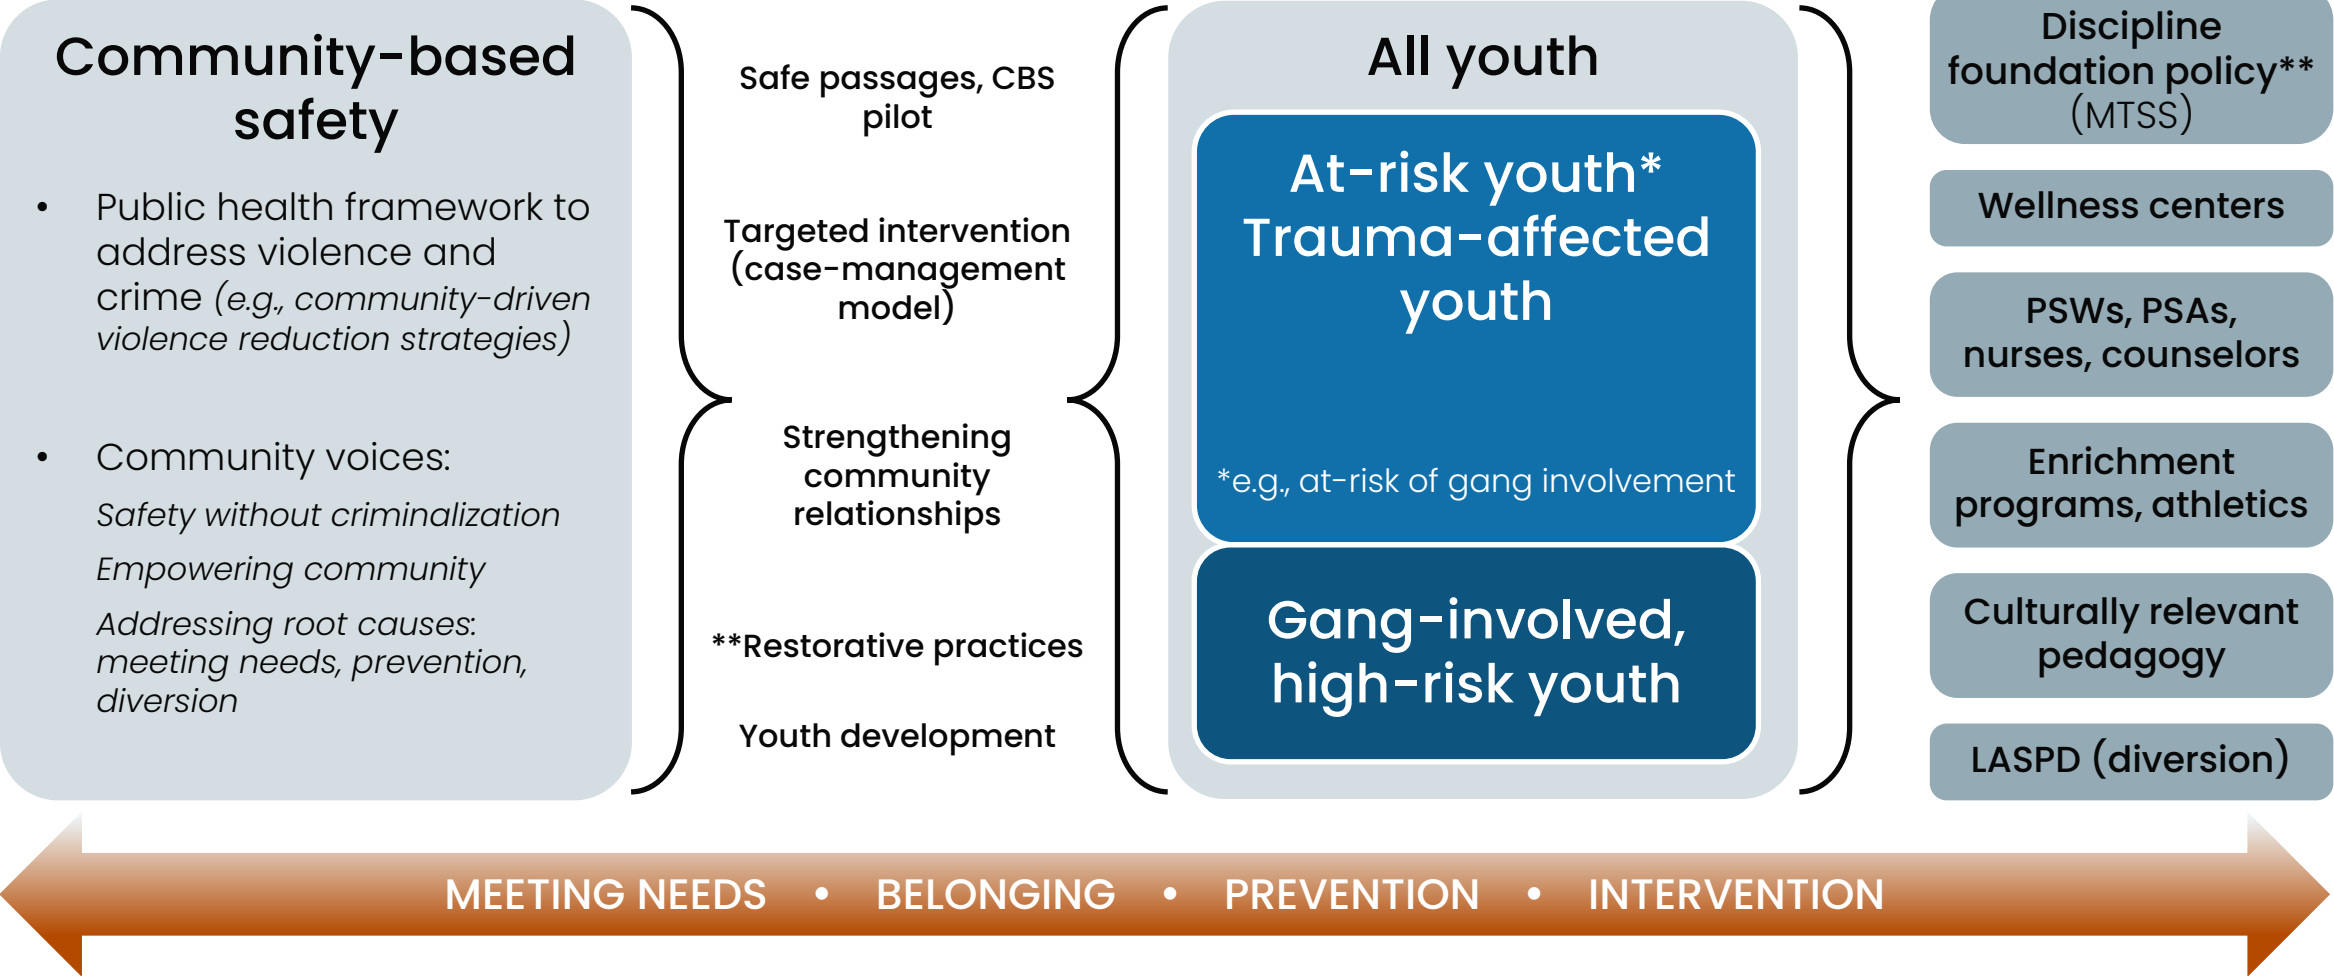 Community-based
safety
• Public health framework to
address violence and
crime (e.g., community-driven
violence reduction strategies)
• Community voices:
Safety without criminalization
Empowering community
Addressing root causes:
meeting needs, prevention,
diversion
Safe passages, CBS
pilot
Targeted intervention
(case-management
model)
Strengthening
community
relationships
**Restorative practices
Youth development
All youth
At-risk youth*
Trauma-affected
youth
*e.g., at-risk of gang involvement
Gang-involved,
high-risk youth
Discipline
foundation policy**
(MTSS)
Wellness centers
PSWs, PSAs,
nurses, counselors
Enrichment
programs, athletics
Culturally relevant
pedagogy
LASPD (diversion)
MEETING NEEDS • BELONGING • PREVENTION • INTERVENTION